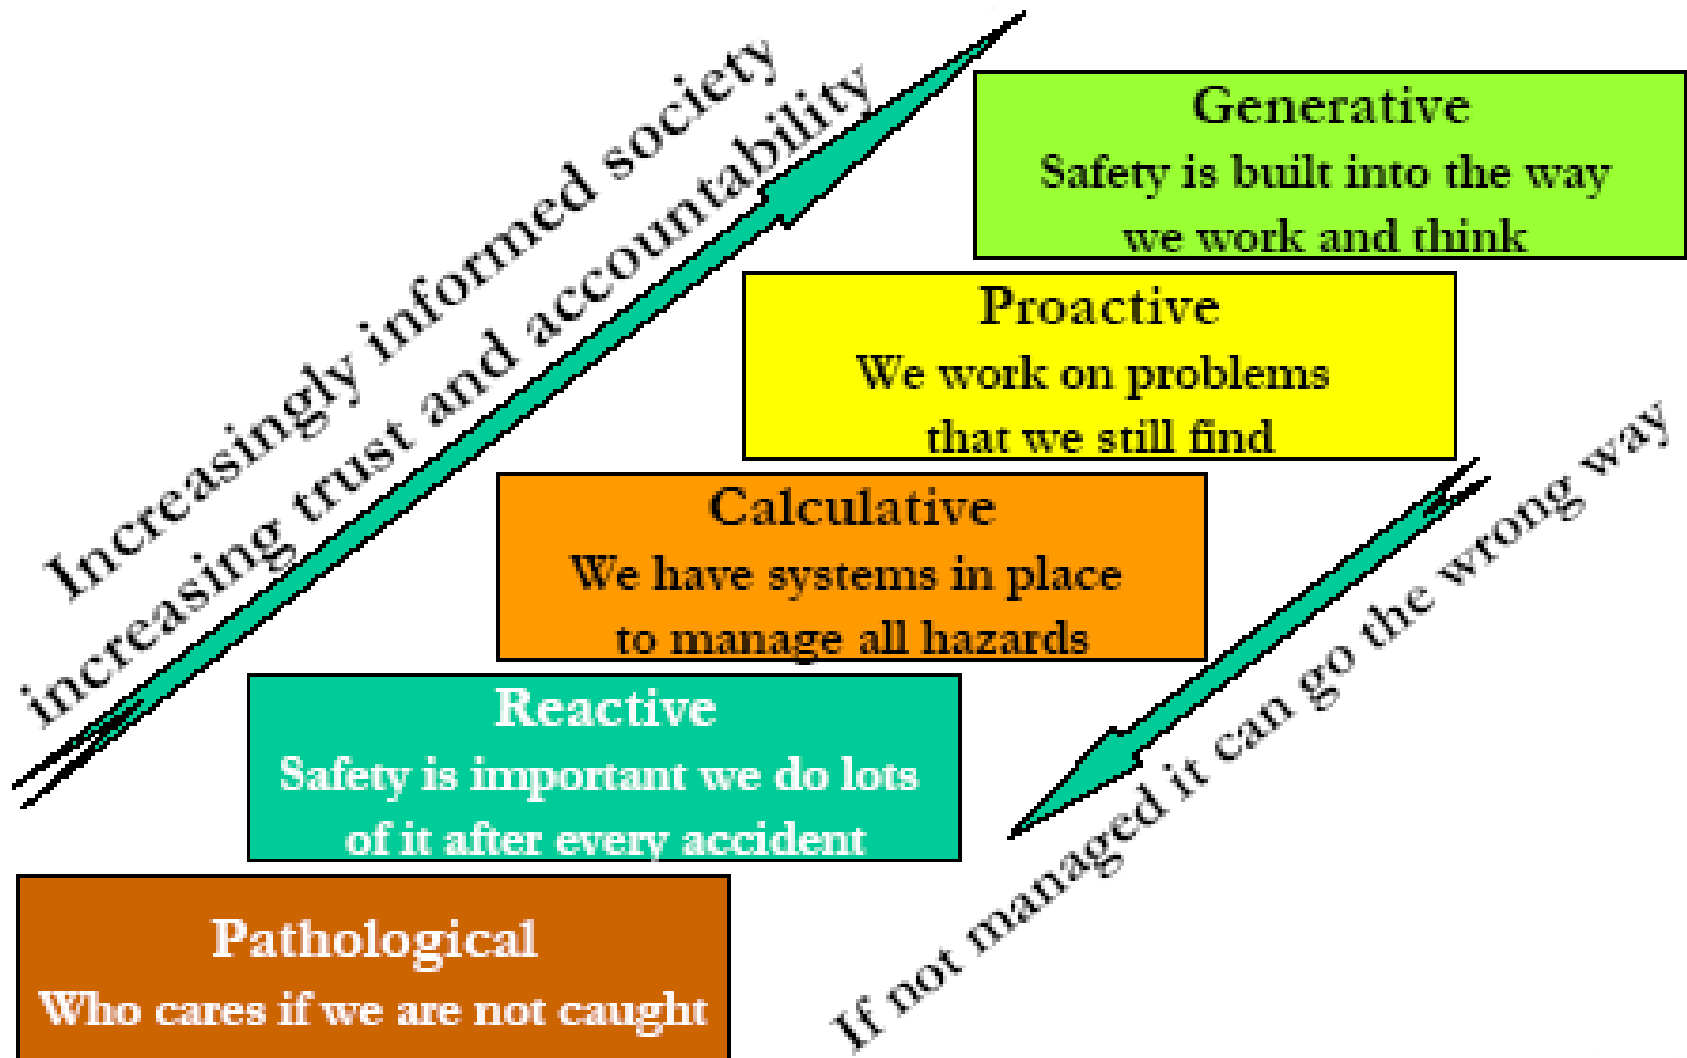 Increasingly informed society
increasing trust and accountability
Generative
Safety is built into the way
we work and think
Proactive
We work on problems
that we still find
Calculative
We have systems in place
to manage all hazards
Reactive
Safety is important we do lots
of it after every accident
Pathological
Who cares if we are not caught
If not managed it can go the wrong way